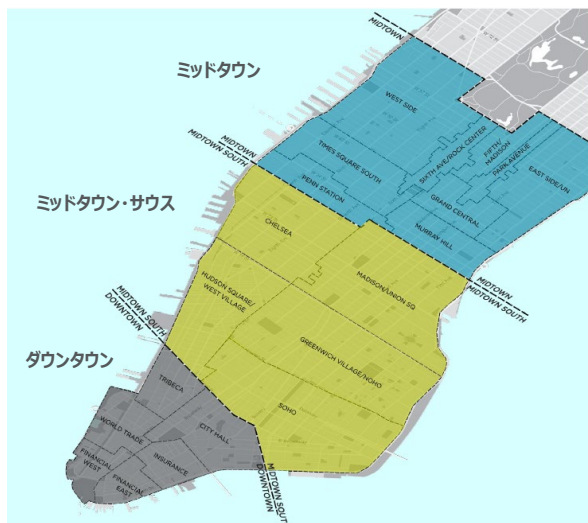 MIDTOWN
ミッドタウン
WEST SIDE
SIXTH AVE/ROCK CENTER
FIFTH/
MADISON
PARK AVENUE
EAST SIDE/UN
MIDTOWN
MIDTOWN SOUTH
TIMES SQUARE SOUTH
PENN STATION
GRAND CENTRAL
MURRAY HILL
ミッドタウン・サウス
CHELSEA
MADISON/UNION SQ
MIDTOWN
MIDTOWN SOUTH
HUDSON SQUARE/
WEST VILLAGE
MIDTOWN SOUTH
DOWNTOWN
GREENWICH VILLAGE/NOHO
ダウンタウン
TRIBECA
SOHO
CITY HALL
WORLD TRADE
INSURANCE
FINANCIAL
WEST
FINANCIAL
EAST
MIDTOWN SOUT
DOWNTOWN